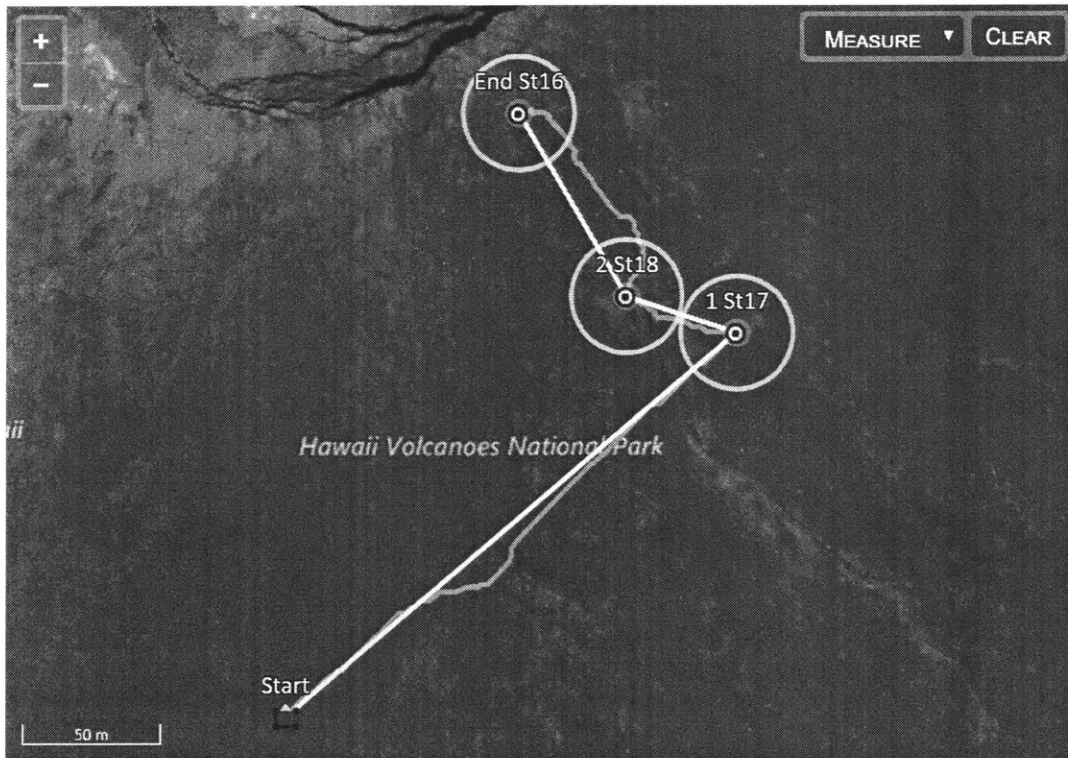 +
−
MEASURE ▼
CLEAR
End St16
2 St18
1 St17
Hawaii Volcanoes National Park
Start
50 m